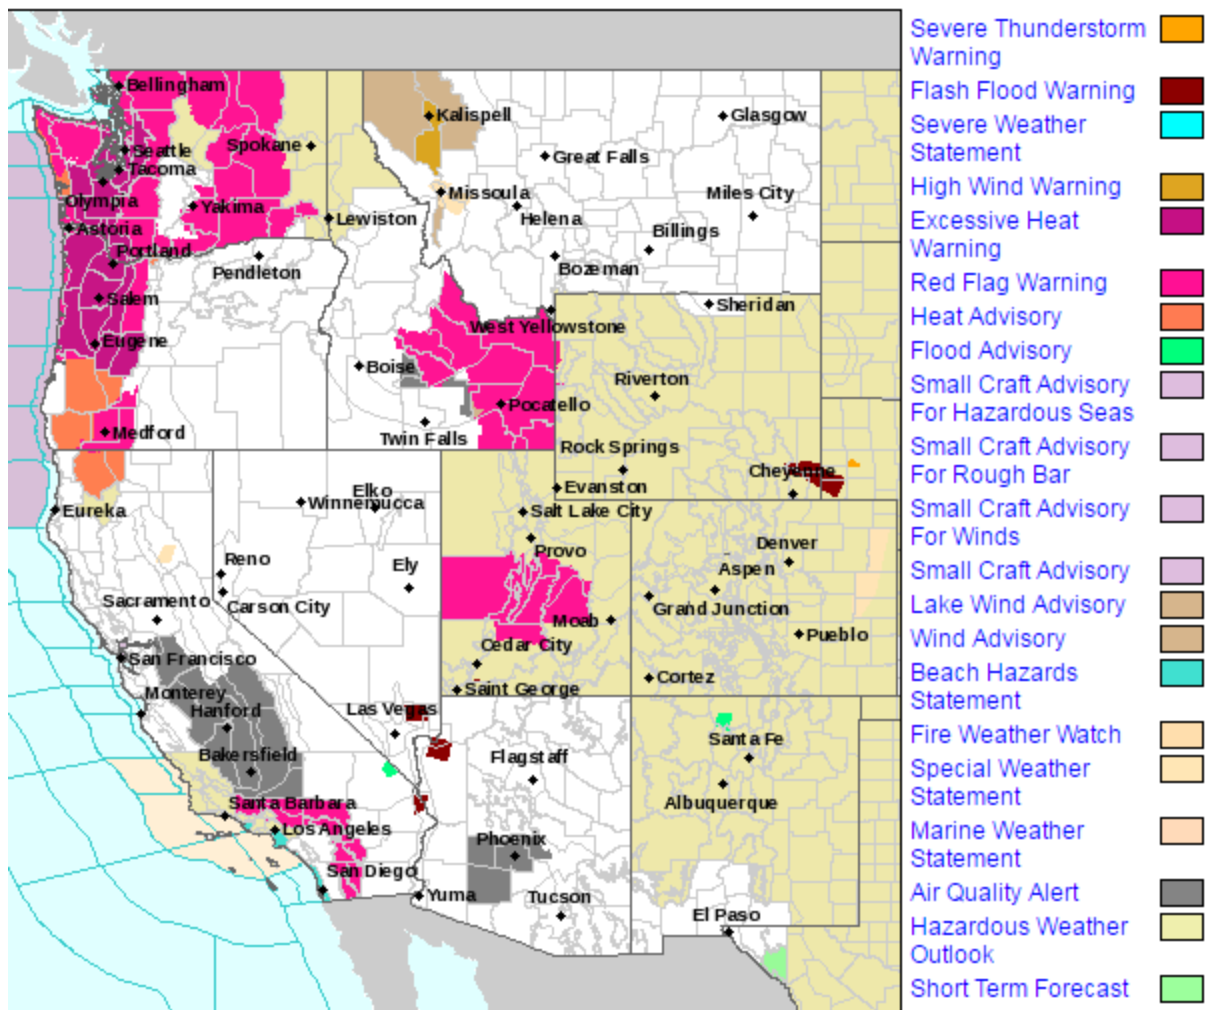 Bellingham
Seattle
Tacoma
Olympia
Astoria
Portland
Salem
Eugene
Medford
Yakima
Spokane
Lewiston
Pendleton
Kalispell
Missoula
Great Falls
Glasgow
Helena
Miles City
Billings
Bozeman
West Yellowstone
Sheridan
Boise
Pocatello
Twin Falls
Riverton
Rock Springs
Cheyenne
Evanston
Eureka
Elko
Winnemucca
Salt Lake City
Provo
Reno
Ely
Carson City
Sacramento
Denver
Aspen
Grand Junction
Pueblo
Moab
Cedar City
Saint George
Cortez
San Francisco
Monterey
Hanford
Bakersfield
Las Vegas
Flagstaff
Santa Fe
Albuquerque
Santa Barbara
Los Angeles
San Diego
Phoenix
Yuma
Tucson
El Paso
Severe Thunderstorm
Warning
Flash Flood Warning
Severe Weather
Statement
High Wind Warning
Excessive Heat
Warning
Red Flag Warning
Heat Advisory
Flood Advisory
Small Craft Advisory
For Hazardous Seas
Small Craft Advisory
For Rough Bar
Small Craft Advisory
For Winds
Small Craft Advisory
Lake Wind Advisory
Wind Advisory
Beach Hazards
Statement
Fire Weather Watch
Special Weather
Statement
Marine Weather
Statement
Air Quality Alert
Hazardous Weather
Outlook
Short Term Forecast